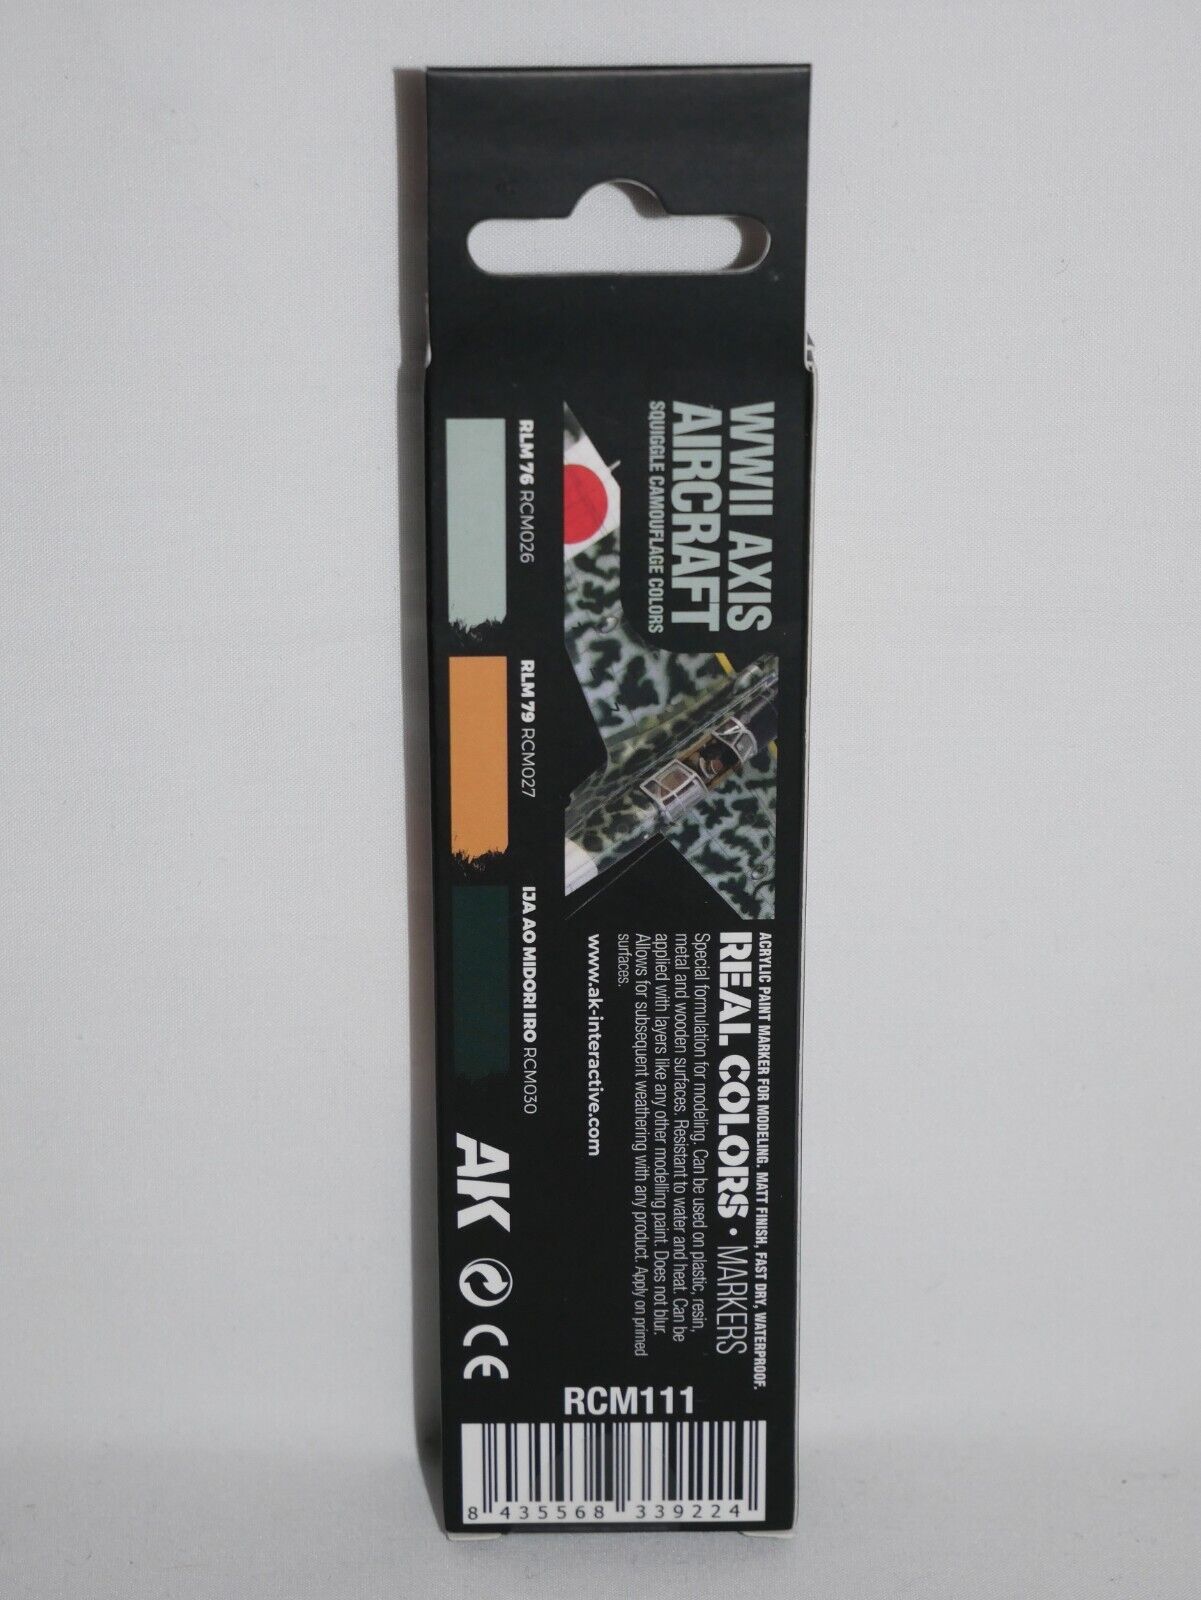 WWII AXIS
AIRCRAFT
SQUIGGLE CAMOUFLAGE COLORS
RLM 76 RCM026
RLM 79 RCM027
IJA AO MIDORI IRO RCM030
ACRYLIC PAINT MARKER FOR MODELING. MATT FINISH, FAST DRY, WATERPROOF.
REAL COLORS · MARKERS
Special formulation for modeling. Can be used on plastic, resin,
metal and wooden surfaces. Resistant to water and heat. Can be
applied with layers like any other modelling paint. Does not blur.
Allows for subsequent weathering with any product. Apply on primed
surfaces.
www.ak-interactive.com
AK
CE
RCM111
8 435568 339224